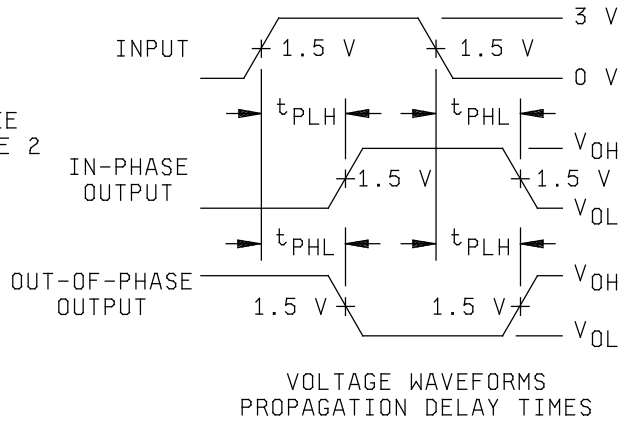 3 V
INPUT
1.5 V
1.5 V
0 V
tPLH
tPHL
E 2
IN-PHASE
OUTPUT
VOH
1.5 V
1.5 V
VOL
tPHL
tPLH
OUT-OF-PHASE
OUTPUT
VOH
1.5 V
1.5 V
VOL
VOLTAGE WAVEFORMS
PROPAGATION DELAY TIMES